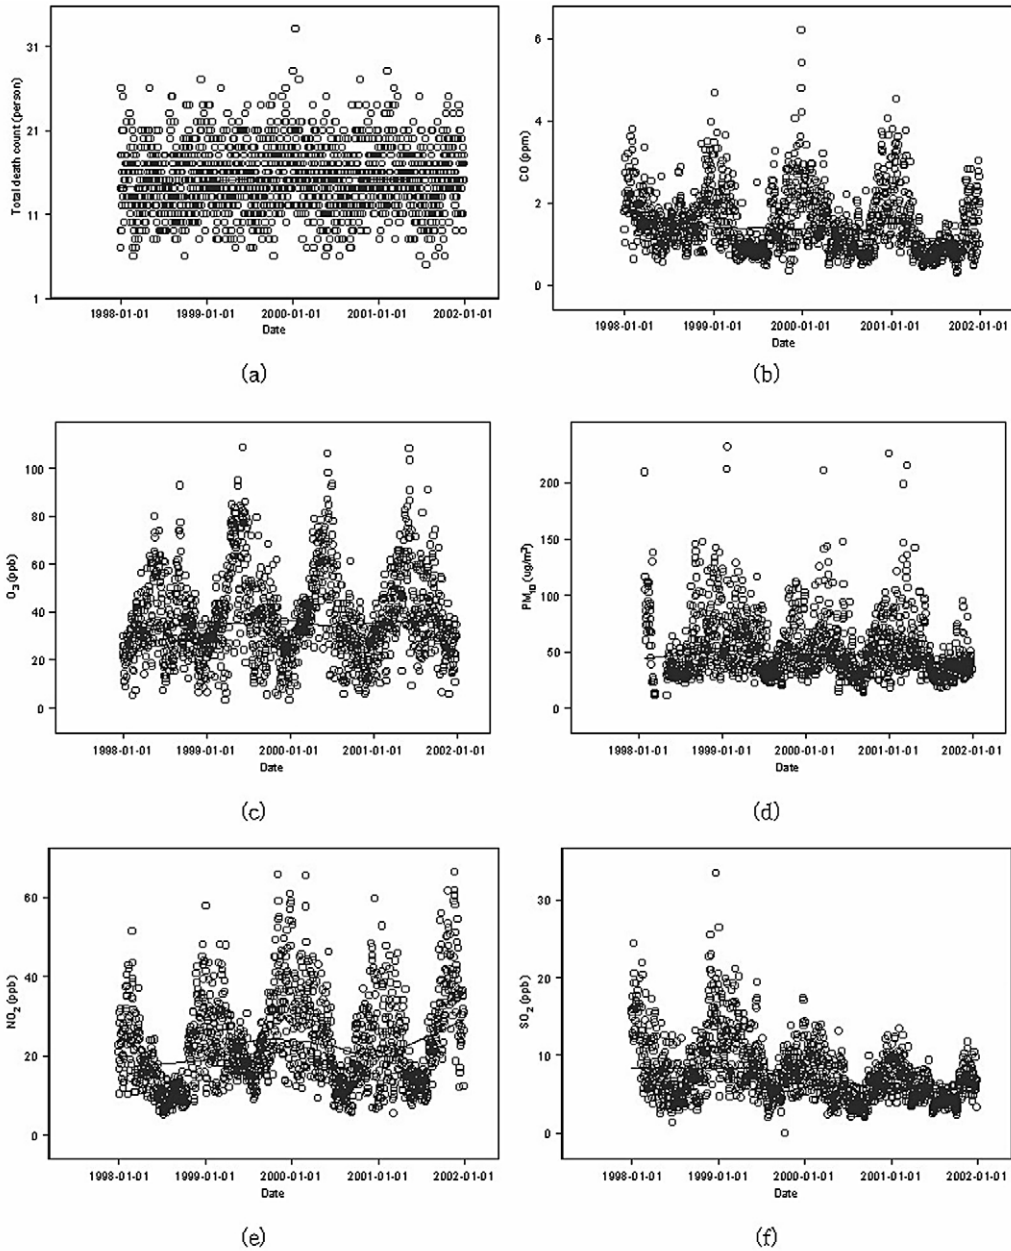 Total death count (person)
31
21
11
1
1998-01-01 1999-01-01 2000-01-01 2001-01-01 2002-01-01
Date
(a)
CO (ppm)
6
4
2
0
1998-01-01 1999-01-01 2000-01-01 2001-01-01 2002-01-01
Date
(b)
O3 (ppb)
100
80
60
40
20
0
1998-01-01 1999-01-01 2000-01-01 2001-01-01 2002-01-01
Date
(c)
PM10 (ug/m³)
200
150
100
50
0
1998-01-01 1999-01-01 2000-01-01 2001-01-01 2002-01-01
Date
(d)
NO2 (ppb)
60
40
20
0
1998-01-01 1999-01-01 2000-01-01 2001-01-01 2002-01-01
Date
(e)
SO2 (ppb)
30
20
10
0
1998-01-01 1999-01-01 2000-01-01 2001-01-01 2002-01-01
Date
(f)